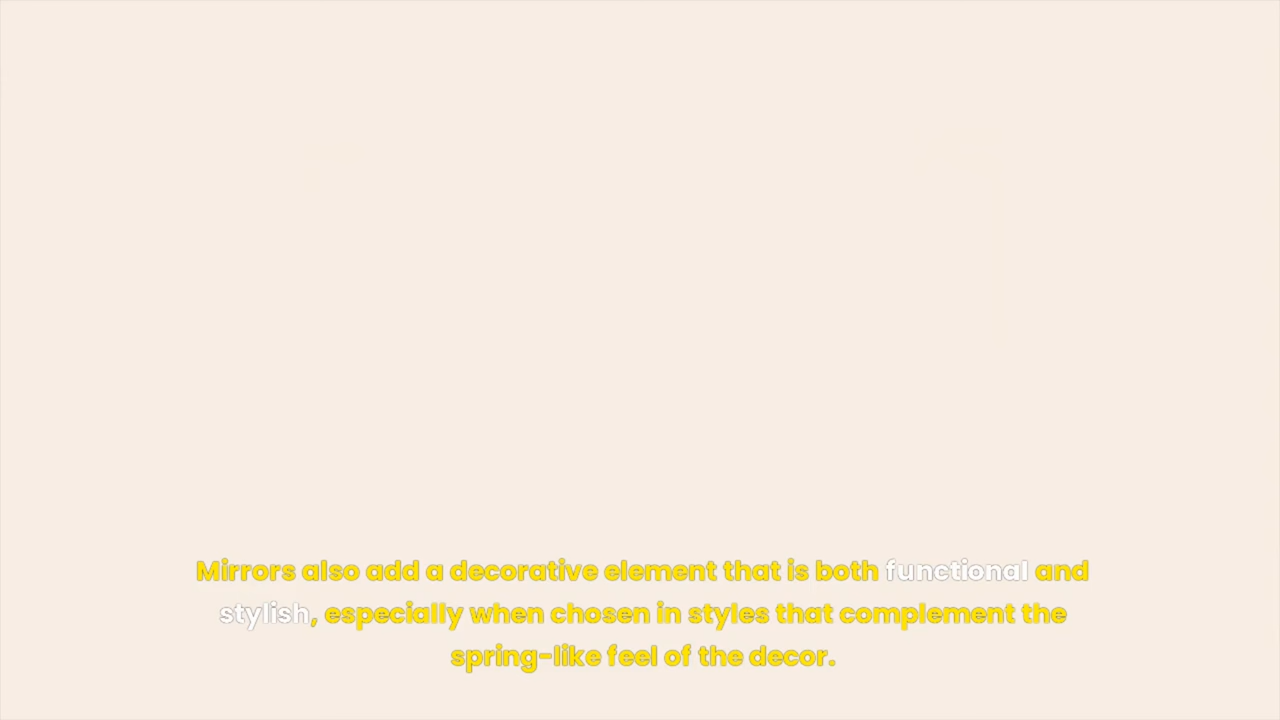 Mirrors also add a decorative element that is both functional and
stylish, especially when chosen in styles that complement the
spring-like feel of the decor.